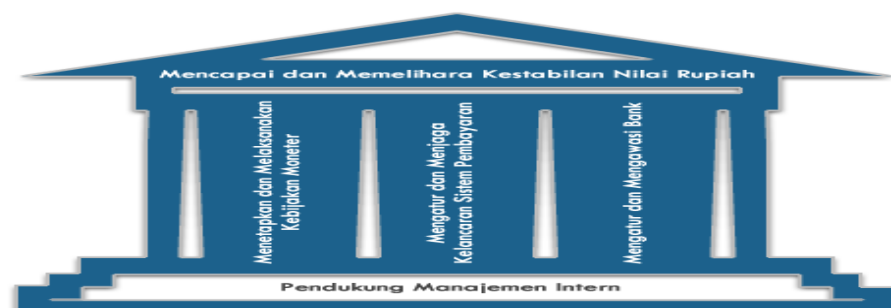 Mencapai dan Memelihara Kestabilan Nilai Rupiah
Menetapkan dan Melaksanakan
Kebijakan Moneter
Mengatur dan Menjaga
Kelancaran Sistem Pembayaran
Mengatur dan Mengawasi Bank
Pendukung Manajemen Intern